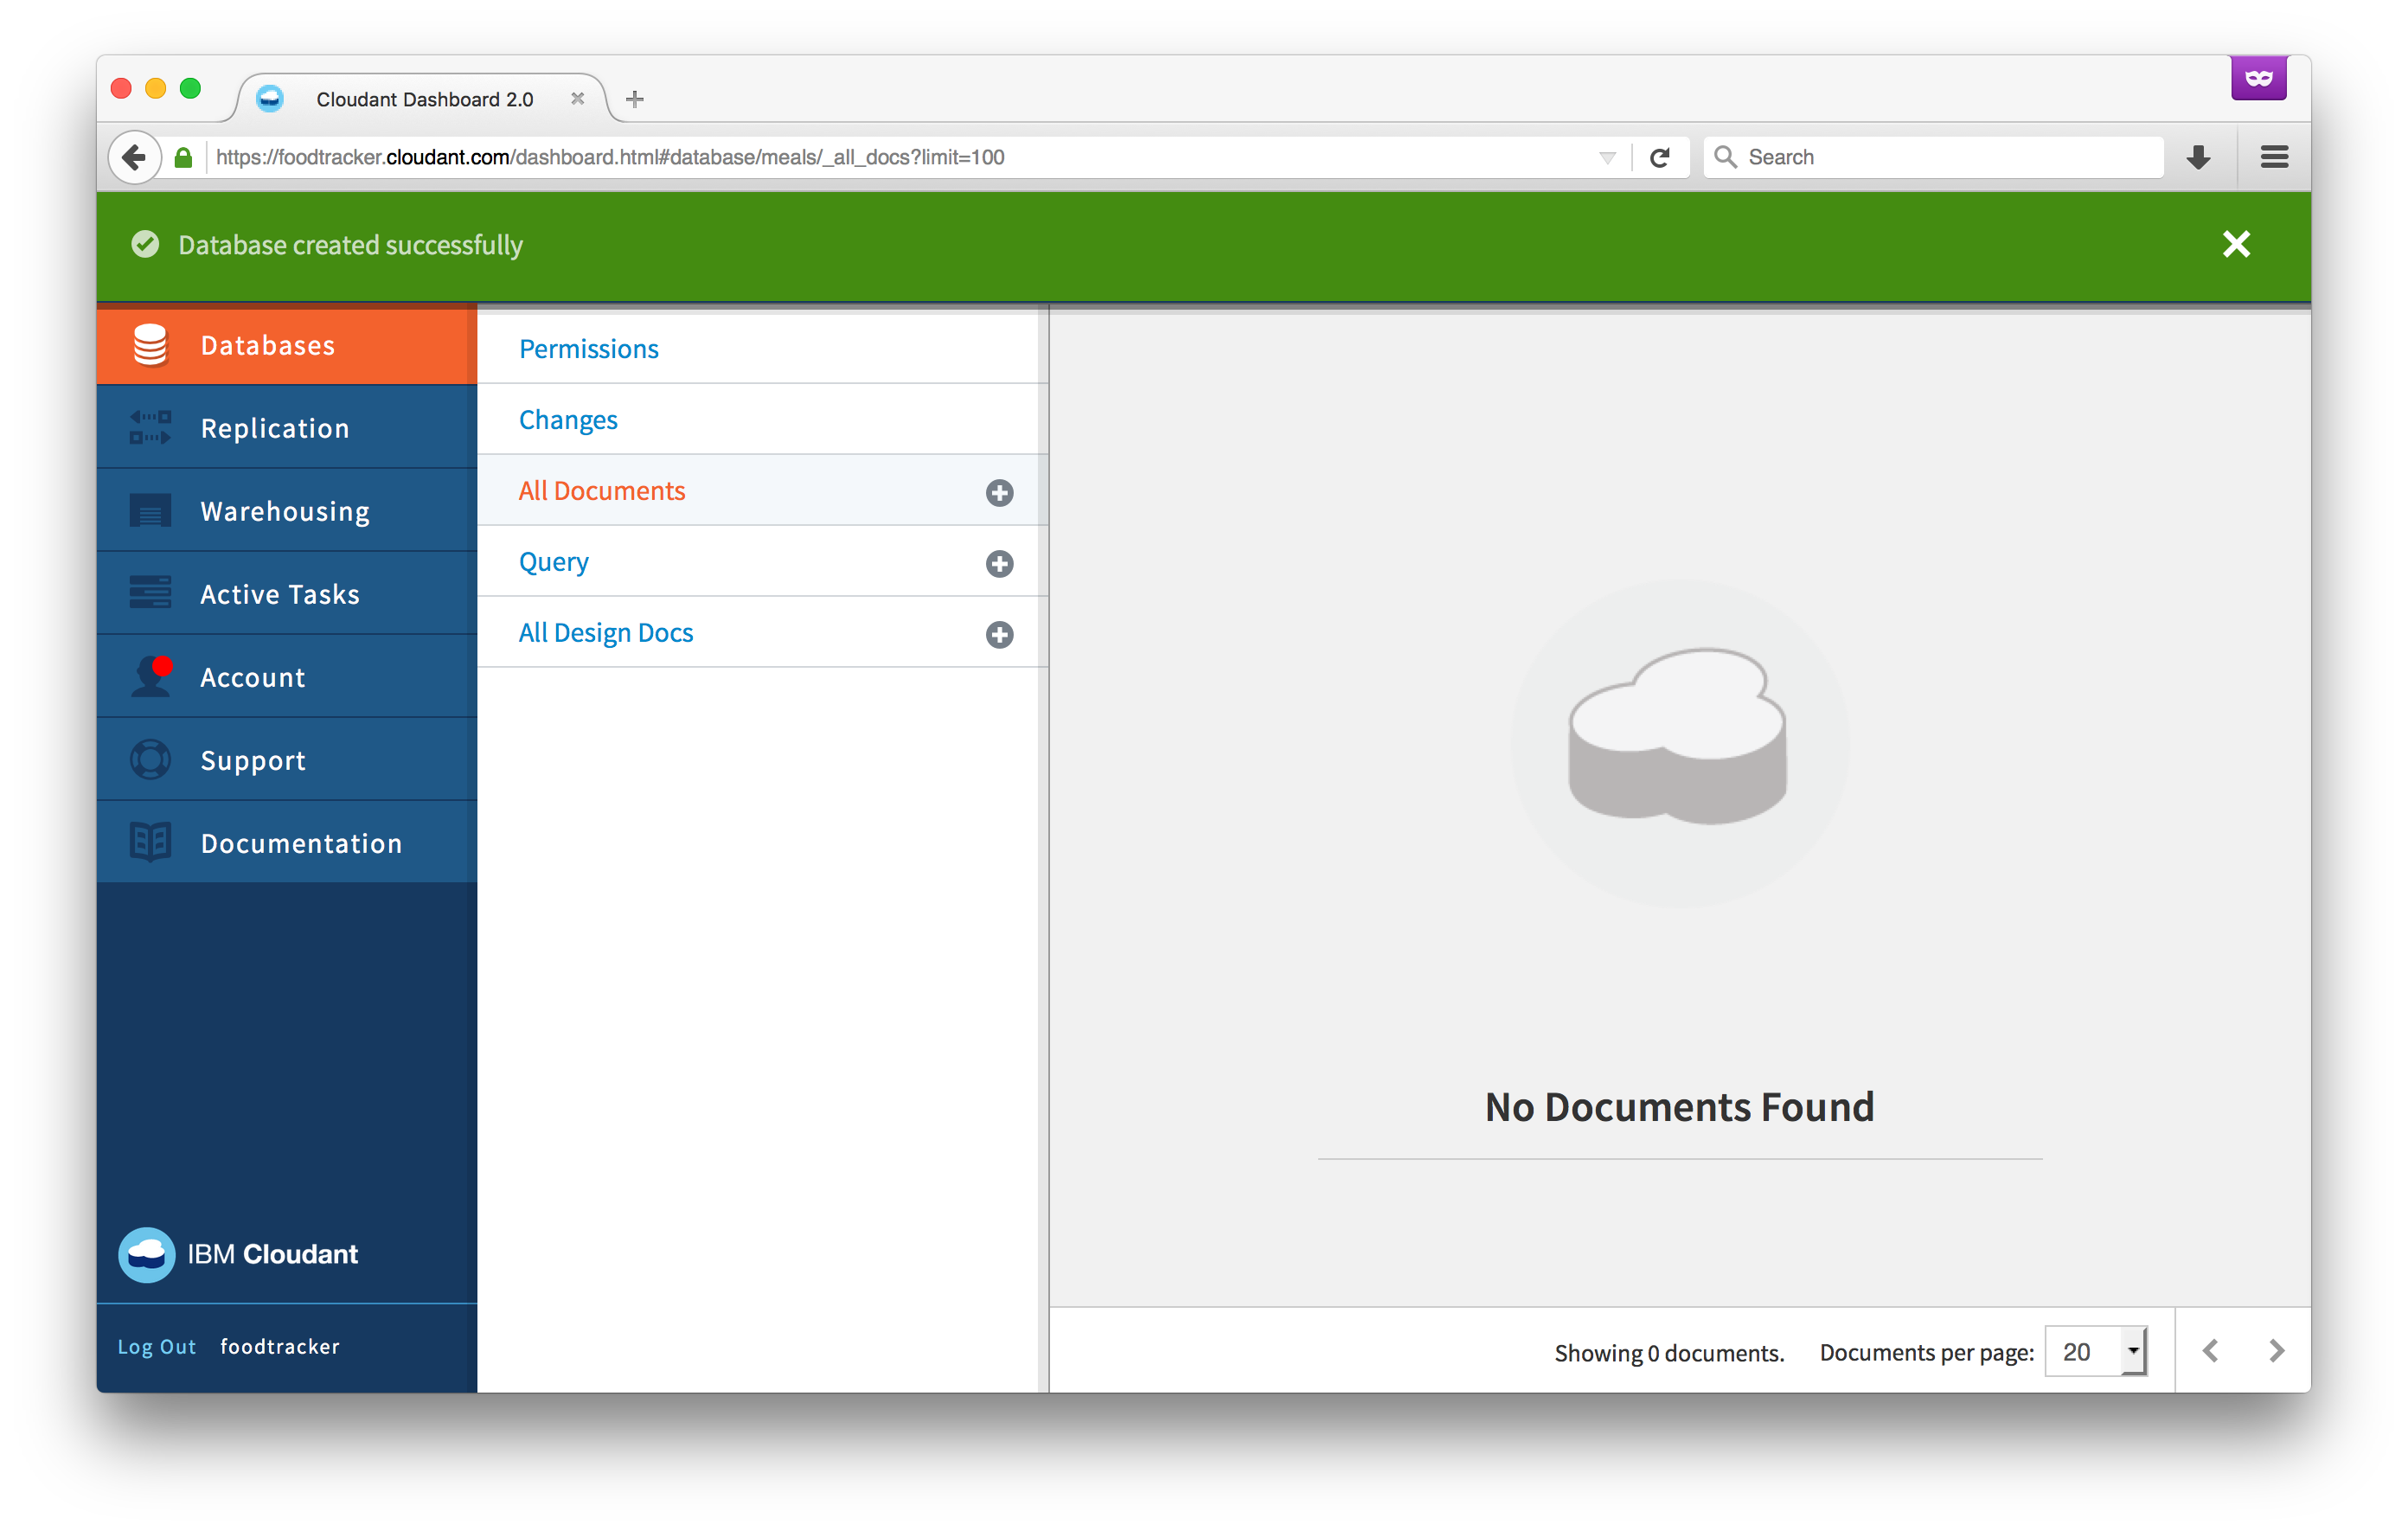 Cloudant Dashboard 2.0
https://foodtracker.cloudant.com/dashboard.html#database/meals/_all_docs?limit=100
Search
Database created successfully
Databases
Replication
Warehousing
Active Tasks
Account
Support
Documentation
IBM Cloudant
Log Out foodtracker
Permissions
Changes
All Documents
Query
All Design Docs
No Documents Found
Showing 0 documents. Documents per page: 20